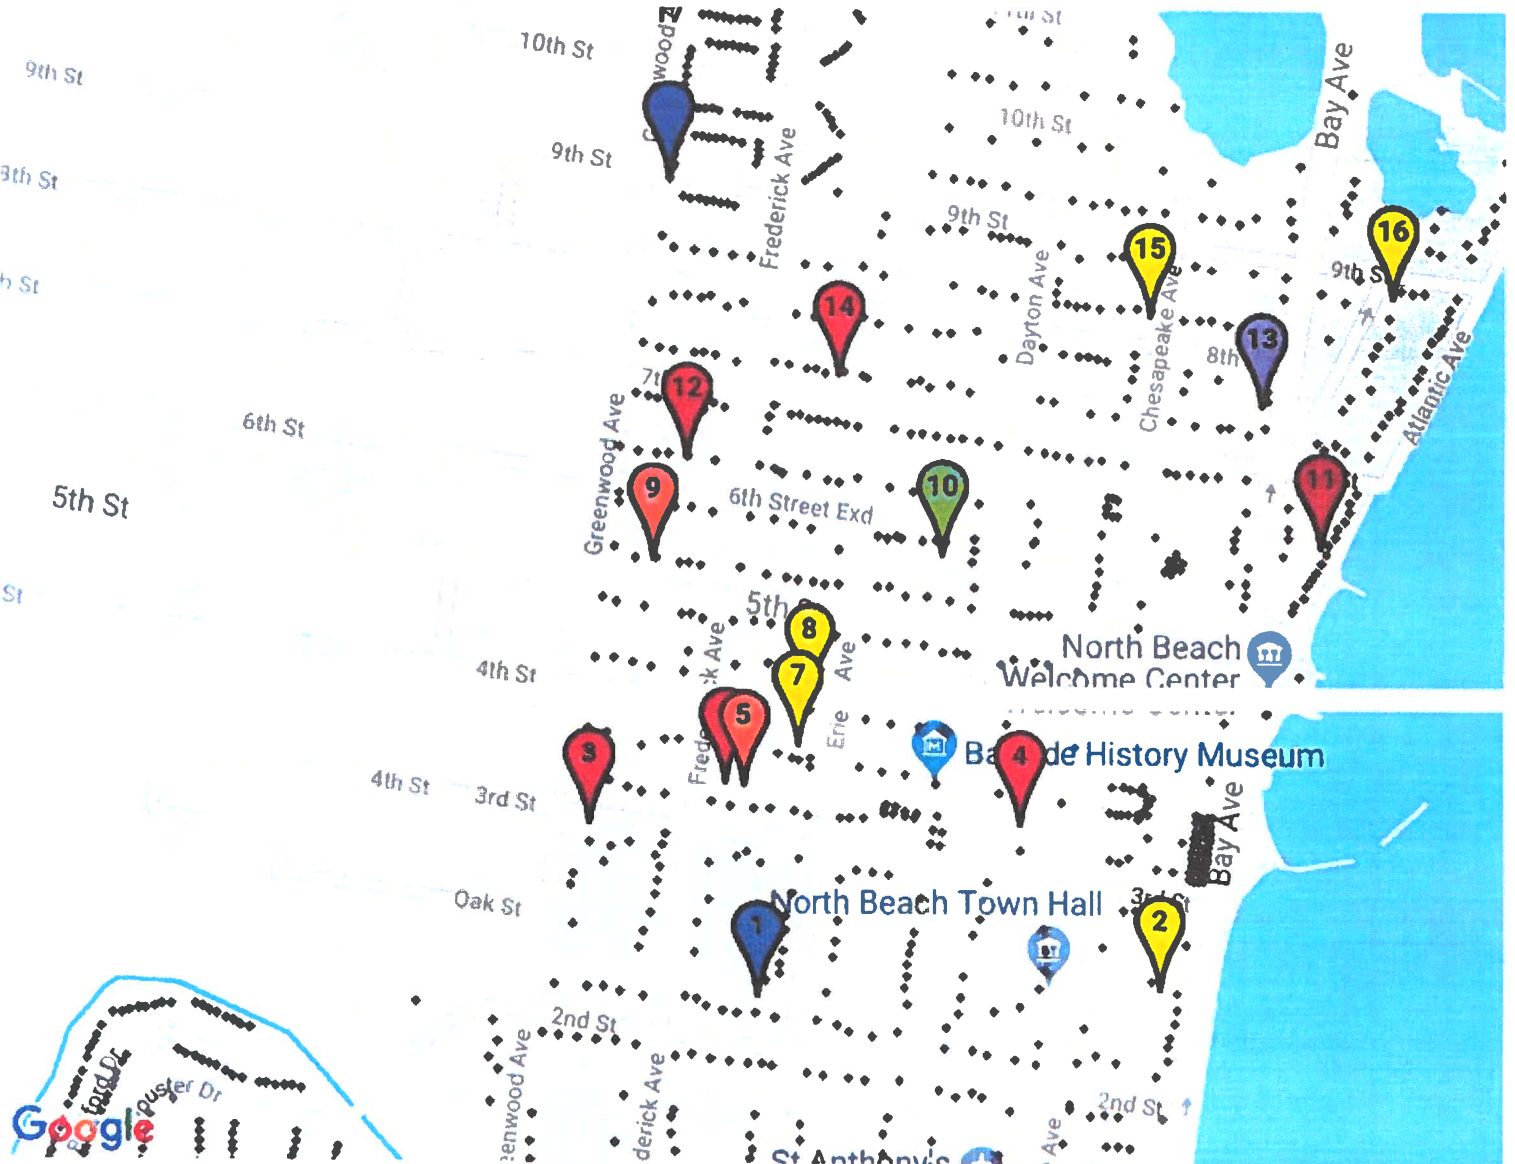 10th St
Bay Ave
9th St
10th St
9th St
Frederick Ave
9th St
15
16
9th St
Dayton Ave
14
Chesapeake Ave
13
8th
Atlantic Ave
12
6th St
Greenwood Ave
5th St
9
6th Street Exd
10
11
St
5th
8
North Beach
Welcome Center
4th St
7
Erie Ave
5
3
4
History Museum
4th St
3rd St
Bay Ave
Oak St
North Beach Town Hall
3rd St
1
2
2nd St
2nd St
Google
St Anthony's
Ave